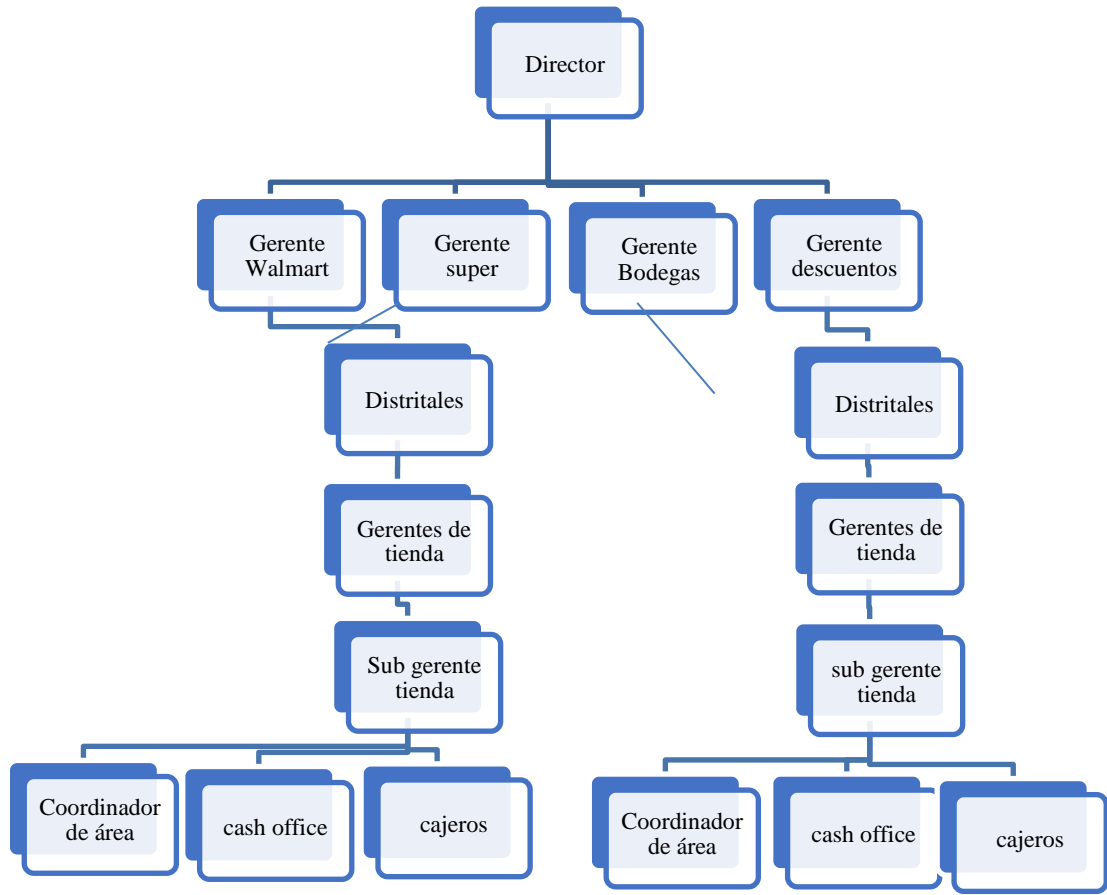 Director
Gerente
Walmart
Gerente
super
Gerente
Bodegas
Gerente
descuentos
Distritales
Distritales
Gerentes de
tienda
Gerentes de
tienda
Sub gerente
tienda
sub gerente
tienda
Coordinador
de área
cash office
cajeros
Coordinador
de área
cash office
cajeros